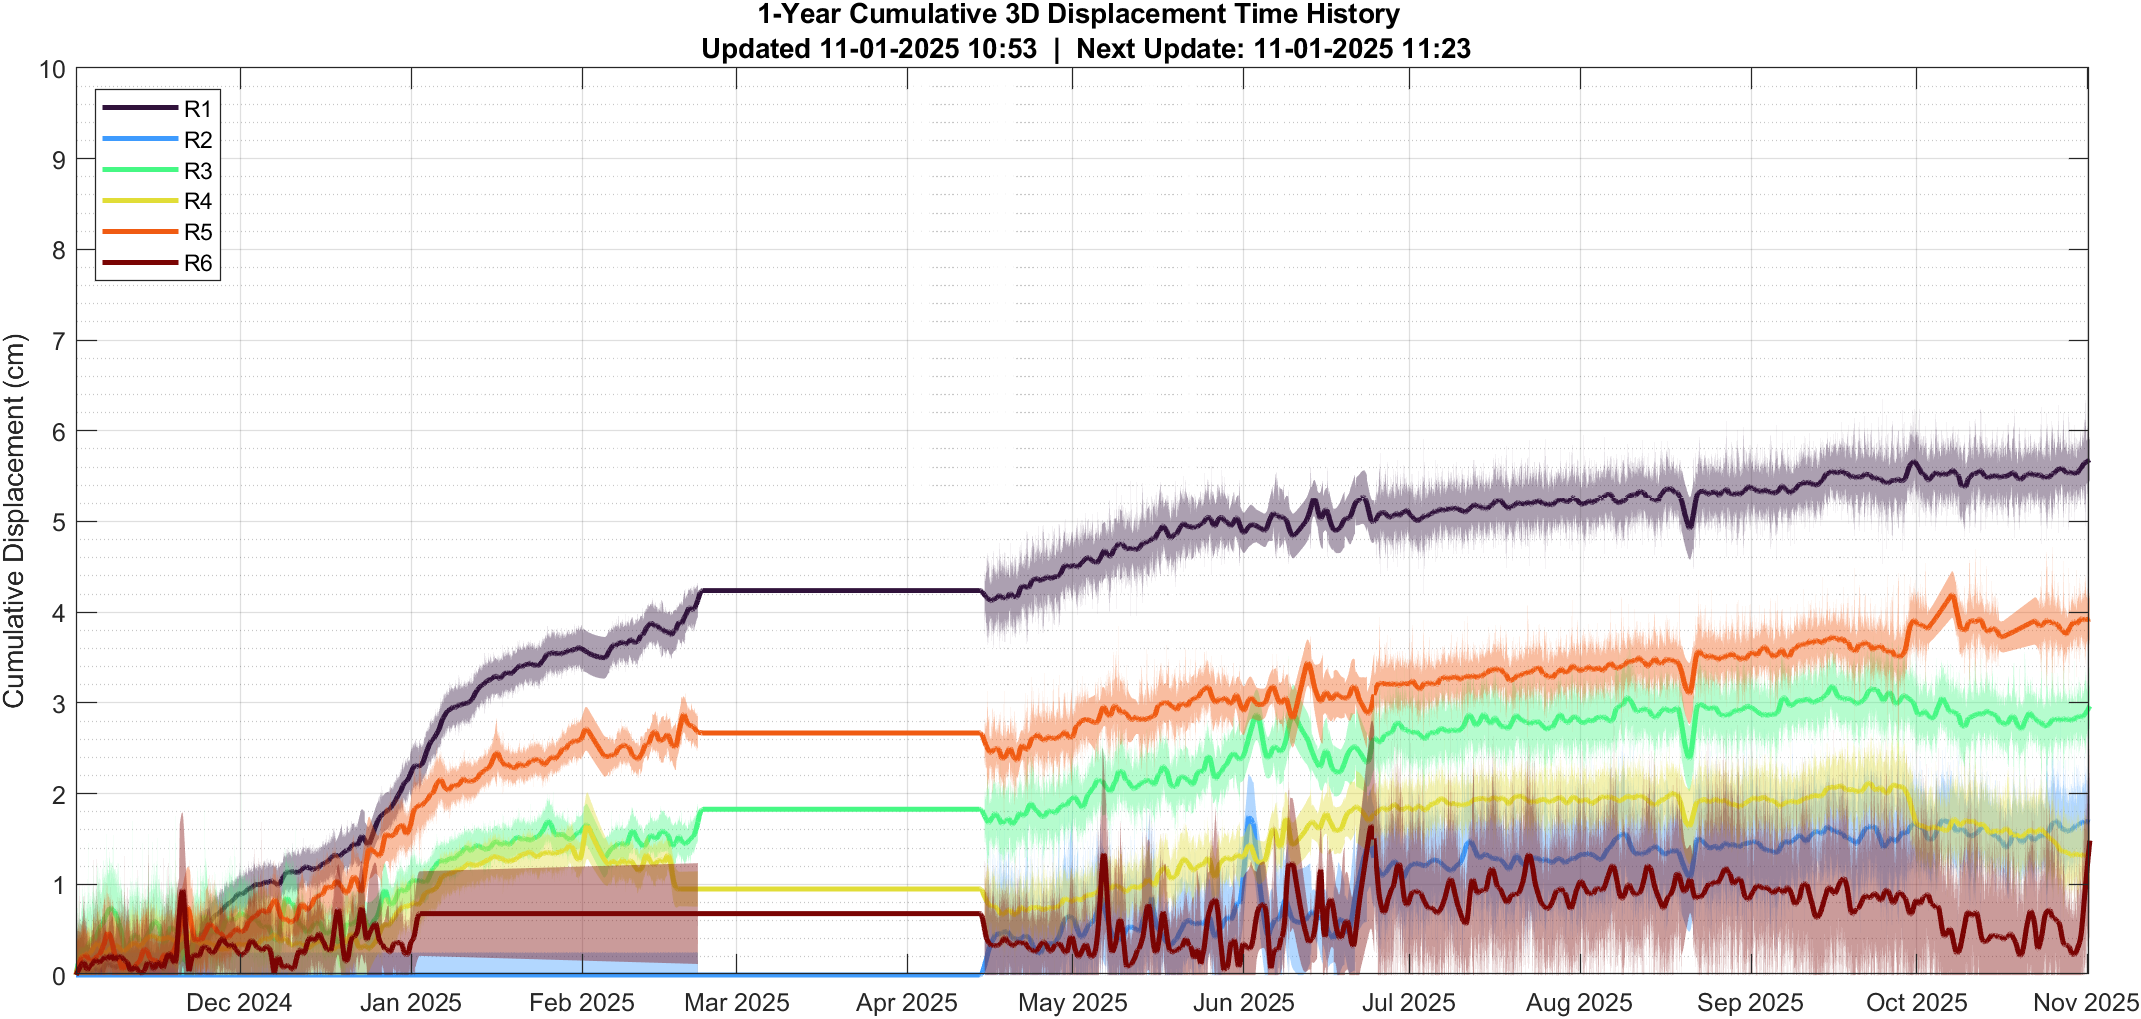 1-Year Cumulative 3D Displacement Time History
Updated 11-01-2025 10:53 | Next Update: 11-01-2025 11:23
10
9
8
7
6
5
4
3
2
1
0
Cumulative Displacement (cm)
R1
R2
R3
R4
R5
R6
Dec 2024 Jan 2025 Feb 2025 Mar 2025 Apr 2025 May 2025 Jun 2025 Jul 2025 Aug 2025 Sep 2025 Oct 2025 Nov 2025